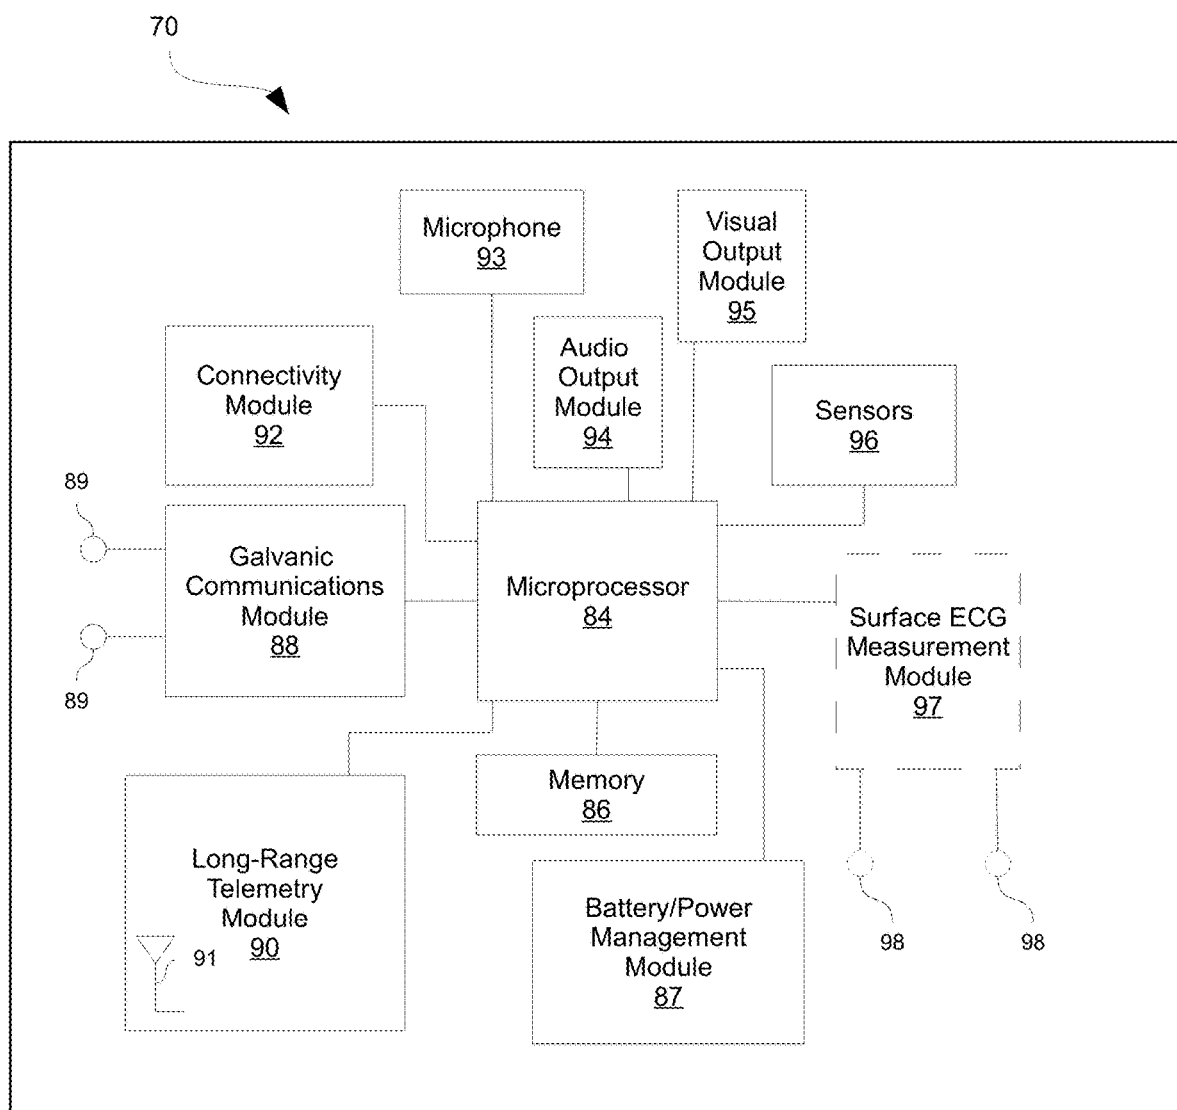 70
Microphone
93
Visual
Output
Module
95
Audio
Output
Module
94
Connectivity
Module
92
Sensors
96
89
Galvanic
Communications
Module
88
89
Microprocessor
84
Surface ECG
Measurement
Module
97
Memory
86
Long-Range
Telemetry
Module
90
91
Battery/Power
Management
Module
87
98
98